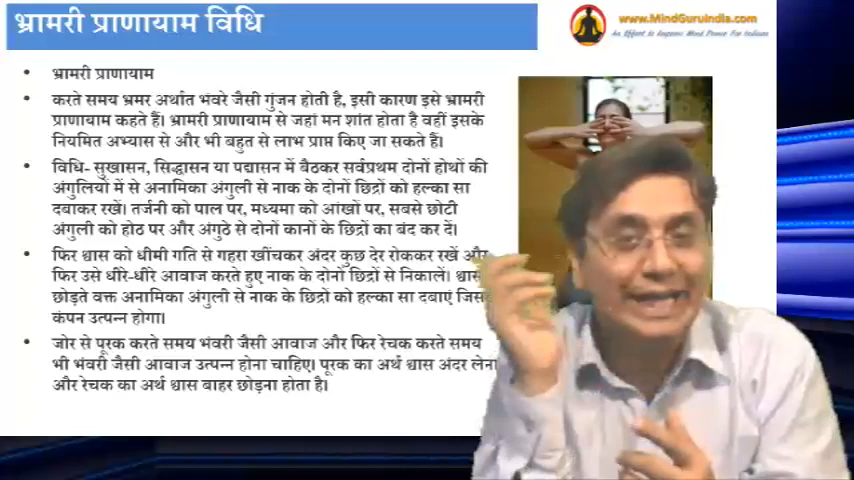 भ्रामरी प्राणायाम विधि
www.MindGuruIndia.com
An Effort to Improve Mind Power For Indians
• भ्रामरी प्राणायाम
• करते समय भ्रमर अर्थात भंवरे जैसी गुंजन होती है, इसी कारण इसे भ्रामरी
प्राणायाम कहते हैं। भ्रामरी प्राणायाम से जहां मन शांत होता है वहीं इसके
नियमित अभ्यास से और भी बहुत से लाभ प्राप्त किए जा सकते हैं।
• विधि- सुखासन, सिद्धासन या पद्मासन में बैठकर सर्वप्रथम दोनों होथों की
अंगुलियों में से अनामिका अंगुली से नाक के दोनों छिद्रों को हल्का सा
दबाकर रखें। तर्जनी को पाल पर, मध्यमा को आंखों पर, सबसे छोटी
अंगुली को होठ पर और अंगुठे से दोनों कानों के छिद्रों का बंद कर दें।
• फिर श्वास को धीमी गति से गहरा खींचकर अंदर कुछ देर रोककर रखें और
फिर उसे धीरे-धीरे आवाज करते हुए नाक के दोनों छिद्रों से निकालें। श्वास
छोड़ते वक्त अनामिका अंगुली से नाक के छिद्रों को हल्का सा दबाएं
कंपन उत्पन्न होगा।
• जोर से पूरक करते समय भंवरी जैसी आवाज और फिर रेचक करते समय
भी भंवरी जैसी आवाज उत्पन्न होना चाहिए। पूरक का अर्थ श्वास अंदर लेना
और रेचक का अर्थ श्वास बाहर छोड़ना होता है।